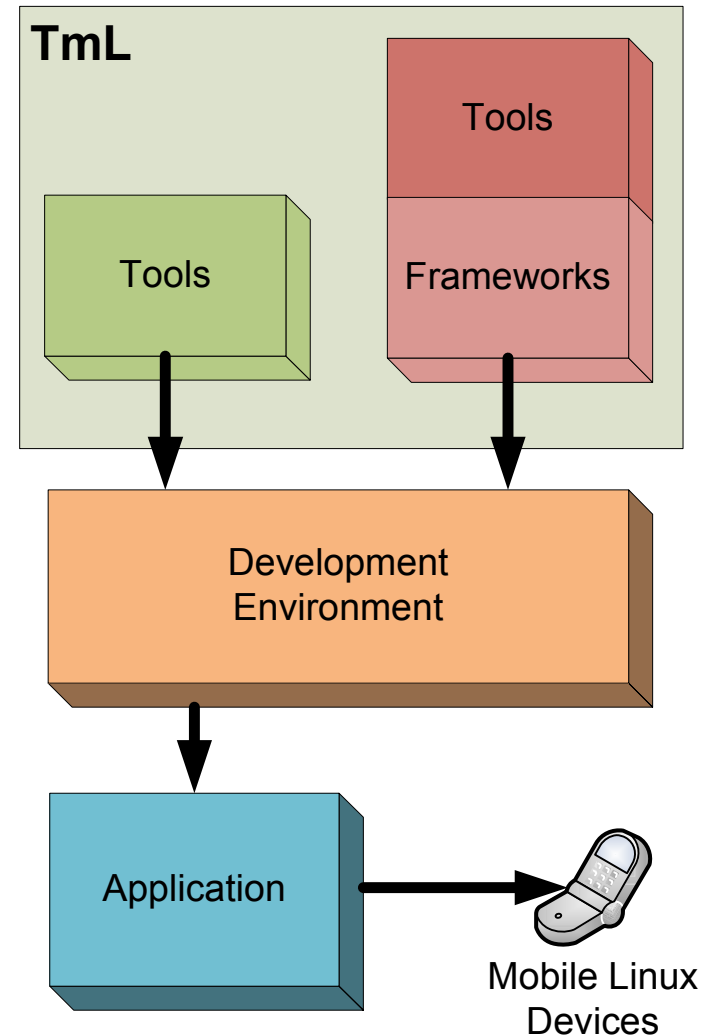 TmL
Tools
Tools
Frameworks
Development
Environment
Application
Mobile Linux
Devices